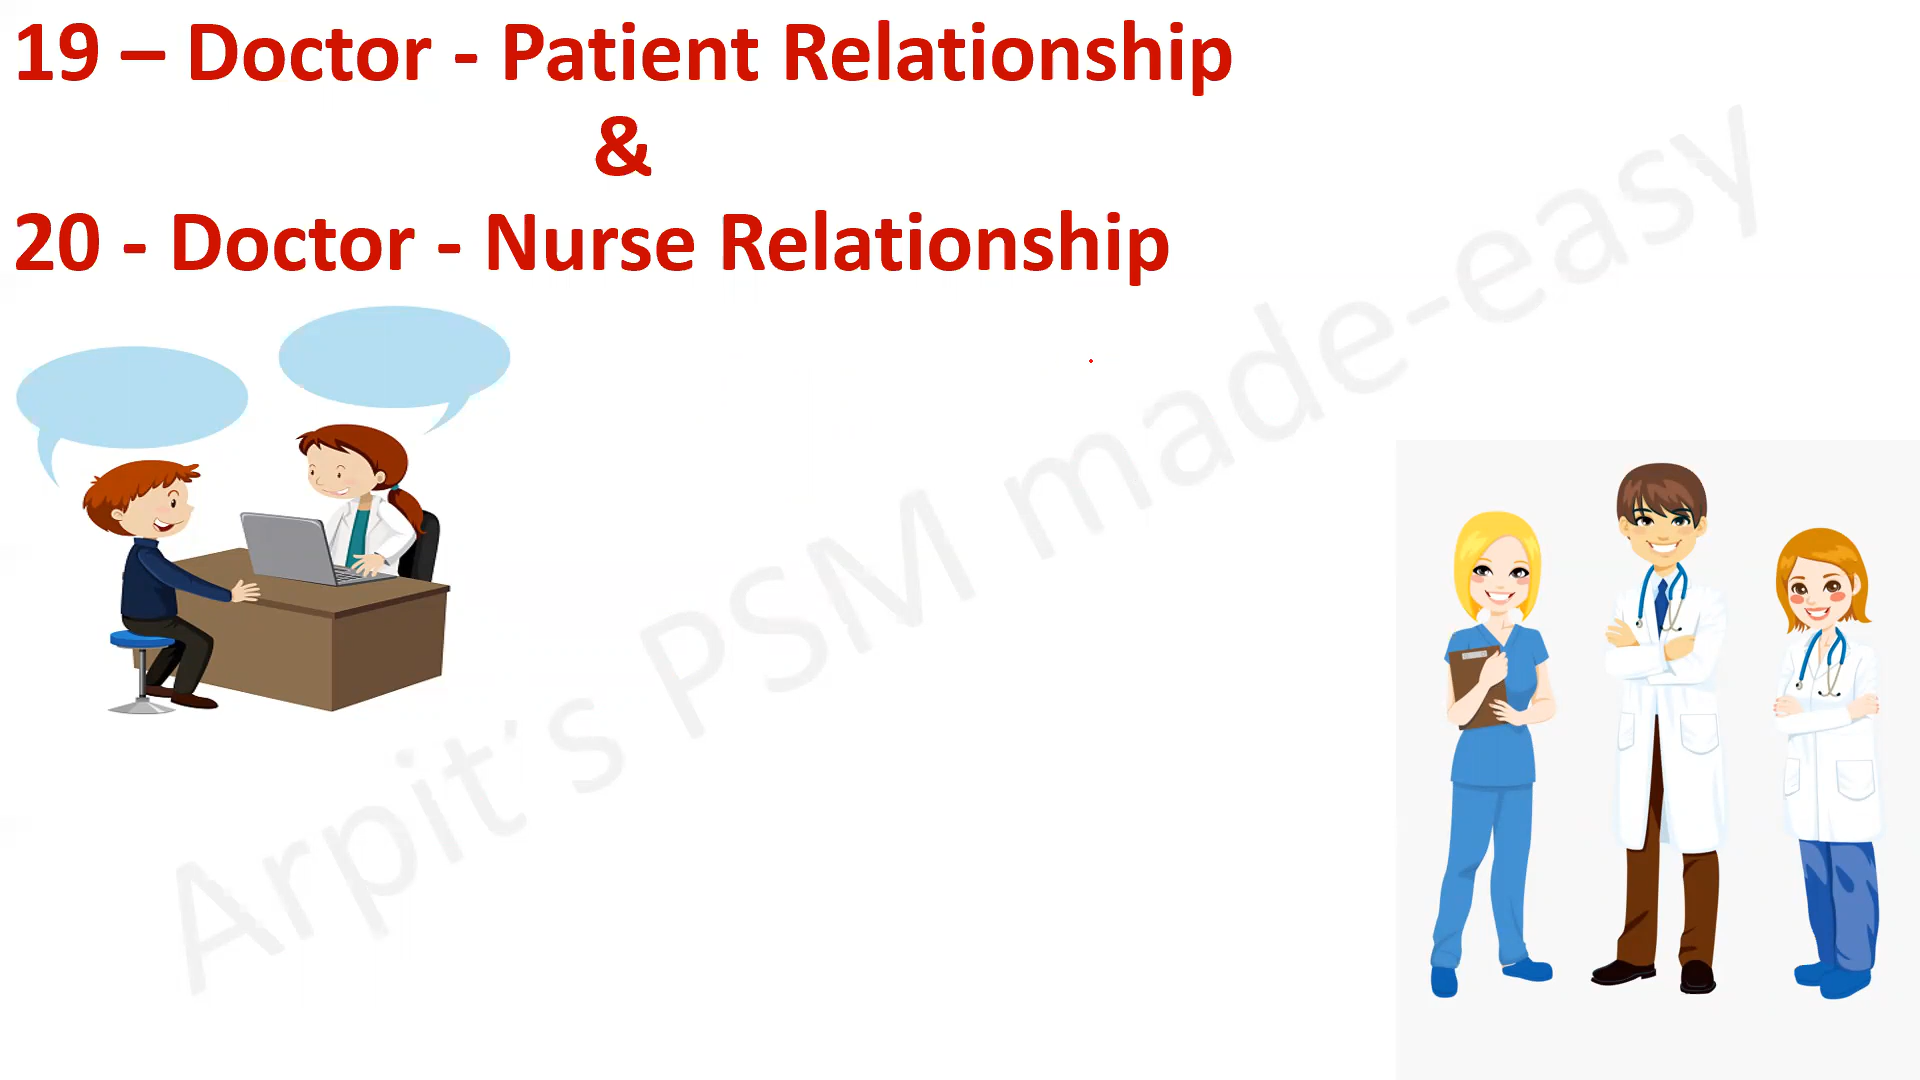 19 – Doctor - Patient Relationship
&
20 - Doctor - Nurse Relationship
Arpit's PSM made-easy